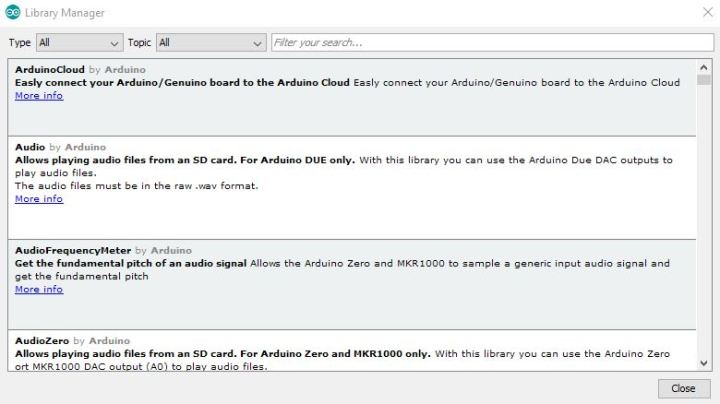 Library Manager
Type All Topic All Filter your search...
ArduinoCloud by Arduino
Easly connect your Arduino/Genuino board to the Arduino Cloud Easly connect your Arduino/Genuino board to the Arduino Cloud
More info
Audio by Arduino
Allows playing audio files from an SD card. For Arduino DUE only. With this library you can use the Arduino Due DAC outputs to
play audio files.
The audio files must be in the raw .wav format.
More info
AudioFrequencyMeter by Arduino
Get the fundamental pitch of an audio signal Allows the Arduino Zero and MKR1000 to sample a generic input audio signal and
get the fundamental pitch
More info
AudioZero by Arduino
Allows playing audio files from an SD card. For Arduino Zero and MKR1000 only. With this library you can use the Arduino Zero
ort MKR1000 DAC output (A0) to play audio files.
Close